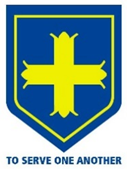 TO SERVE ONE ANOTHER